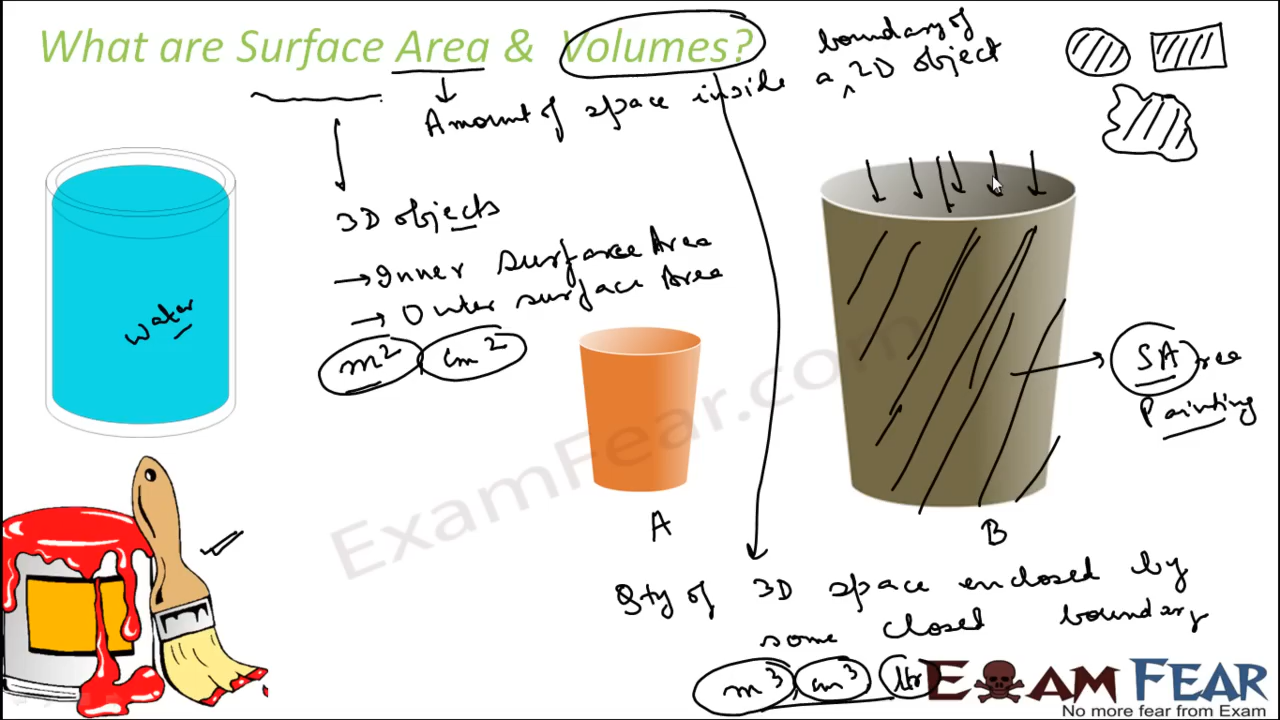 What are Surface Area & Volumes?
boundary of
Amount of space inside a 2D object
3D objects
→ Inner surface Area
→ Outer surface Area
m² cm²
water
SA ree
Painting
A
B
Qty of 3D space enclosed by
some closed boundary
m³, cm³ ltr
ExamFear.com
EXAM FEAR
No more fear from Exam